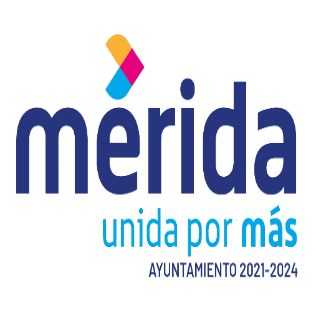 mérida
unida por más
AYUNTAMIENTO 2021-2024